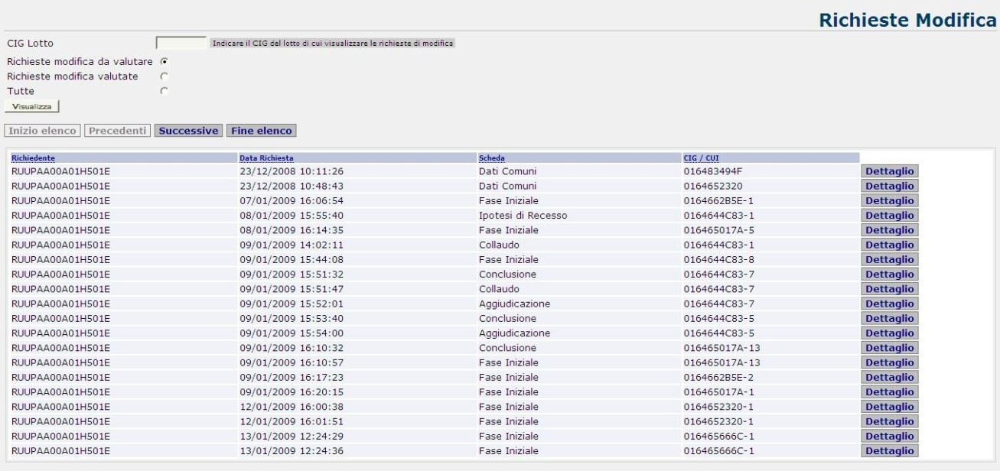 Richieste Modifica
CIG Lotto Indicare il CIG del lotto di cui visualizzare le richieste di modifica
Richieste modifica da valutare
Richieste modifica valutate
Tutte
Visualizza
Inizio elenco Precedenti Successive Fine elenco
Richiedente Data Richiesta Scheda CIG / CUI
RUUPAA00A01H501E 23/12/2008 10:11:26 Dati Comuni 016483494F Dettaglio
RUUPAA00A01H501E 23/12/2008 10:48:43 Dati Comuni 0164652320 Dettaglio
RUUPAA00A01H501E 07/01/2009 16:06:54 Fase Iniziale 0164662B5E-1 Dettaglio
RUUPAA00A01H501E 08/01/2009 15:55:40 Ipotesi di Recesso 0164644C83-1 Dettaglio
RUUPAA00A01H501E 08/01/2009 16:14:35 Fase Iniziale 016465017A-5 Dettaglio
RUUPAA00A01H501E 09/01/2009 14:02:11 Collaudo 0164644C83-1 Dettaglio
RUUPAA00A01H501E 09/01/2009 15:44:08 Fase Iniziale 0164644C83-8 Dettaglio
RUUPAA00A01H501E 09/01/2009 15:51:32 Conclusione 0164644C83-7 Dettaglio
RUUPAA00A01H501E 09/01/2009 15:51:47 Collaudo 0164644C83-7 Dettaglio
RUUPAA00A01H501E 09/01/2009 15:52:01 Aggiudicazione 0164644C83-7 Dettaglio
RUUPAA00A01H501E 09/01/2009 15:53:40 Conclusione 0164644C83-5 Dettaglio
RUUPAA00A01H501E 09/01/2009 15:54:00 Aggiudicazione 0164644C83-5 Dettaglio
RUUPAA00A01H501E 09/01/2009 16:10:32 Conclusione 016465017A-13 Dettaglio
RUUPAA00A01H501E 09/01/2009 16:10:57 Fase Iniziale 016465017A-13 Dettaglio
RUUPAA00A01H501E 09/01/2009 16:17:23 Fase Iniziale 0164662B5E-2 Dettaglio
RUUPAA00A01H501E 09/01/2009 16:20:15 Fase Iniziale 016465017A-1 Dettaglio
RUUPAA00A01H501E 12/01/2009 16:00:38 Fase Iniziale 0164652320-1 Dettaglio
RUUPAA00A01H501E 12/01/2009 16:01:51 Fase Iniziale 0164652320-1 Dettaglio
RUUPAA00A01H501E 13/01/2009 12:24:29 Fase Iniziale 016465666C-1 Dettaglio
RUUPAA00A01H501E 13/01/2009 12:24:36 Fase Iniziale 016465666C-1 Dettaglio